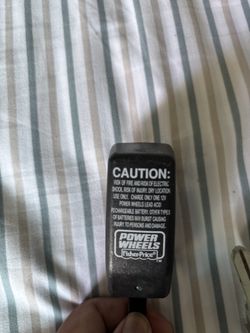 CAUTION:
RISK OF FIRE AND RISK OF ELECTRIC
SHOCK, RISK OF INJURY. DRY LOCATION
USE ONLY. CHARGE ONLY ONE 12V
POWER WHEELS LEAD ACID
RECHARGEABLE BATTERY. OTHER TYPES
OF BATTERIES MAY BURST CAUSING
INJURY TO PERSONS AND DAMAGE.
POWER
WHEELS
Fisher-Price